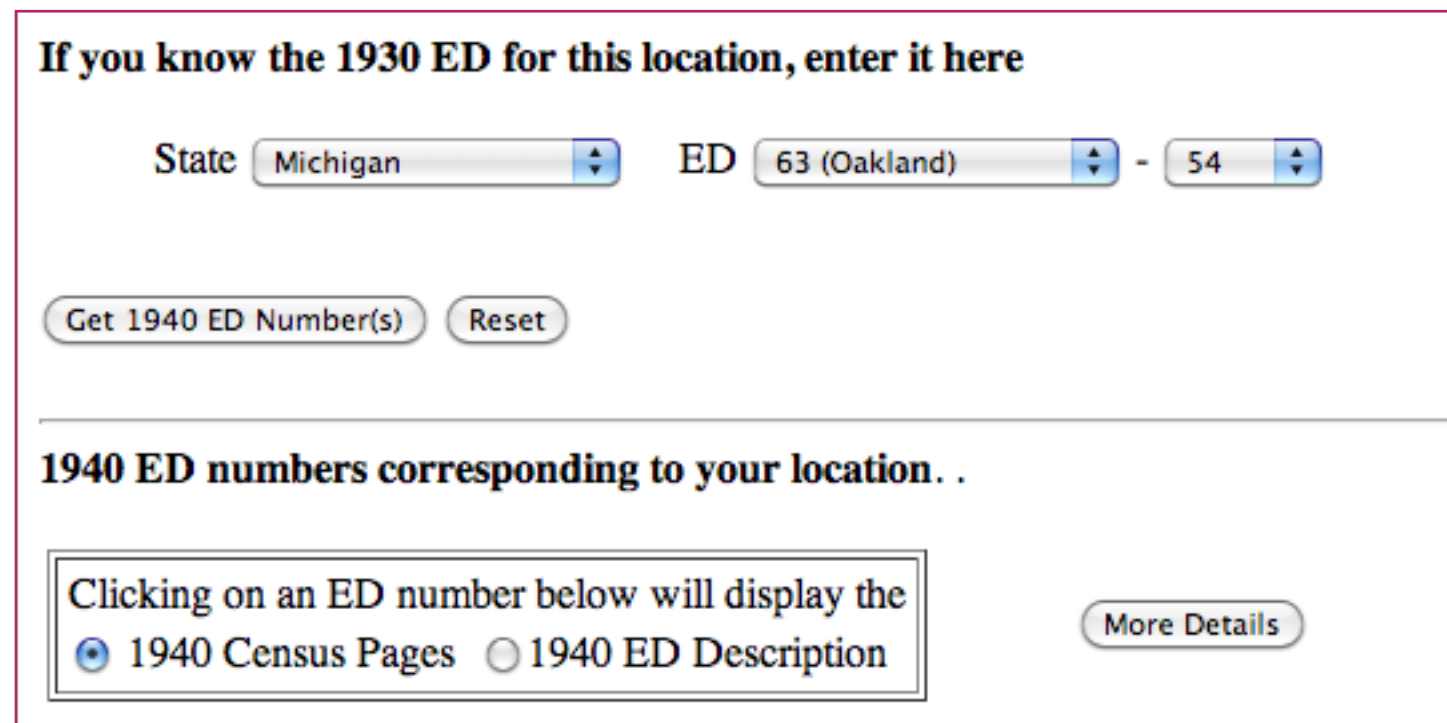 If you know the 1930 ED for this location, enter it here
State Michigan ED 63 (Oakland) - 54
Get 1940 ED Number(s) Reset
1940 ED numbers corresponding to your location. .
Clicking on an ED number below will display the
1940 Census Pages 1940 ED Description
More Details